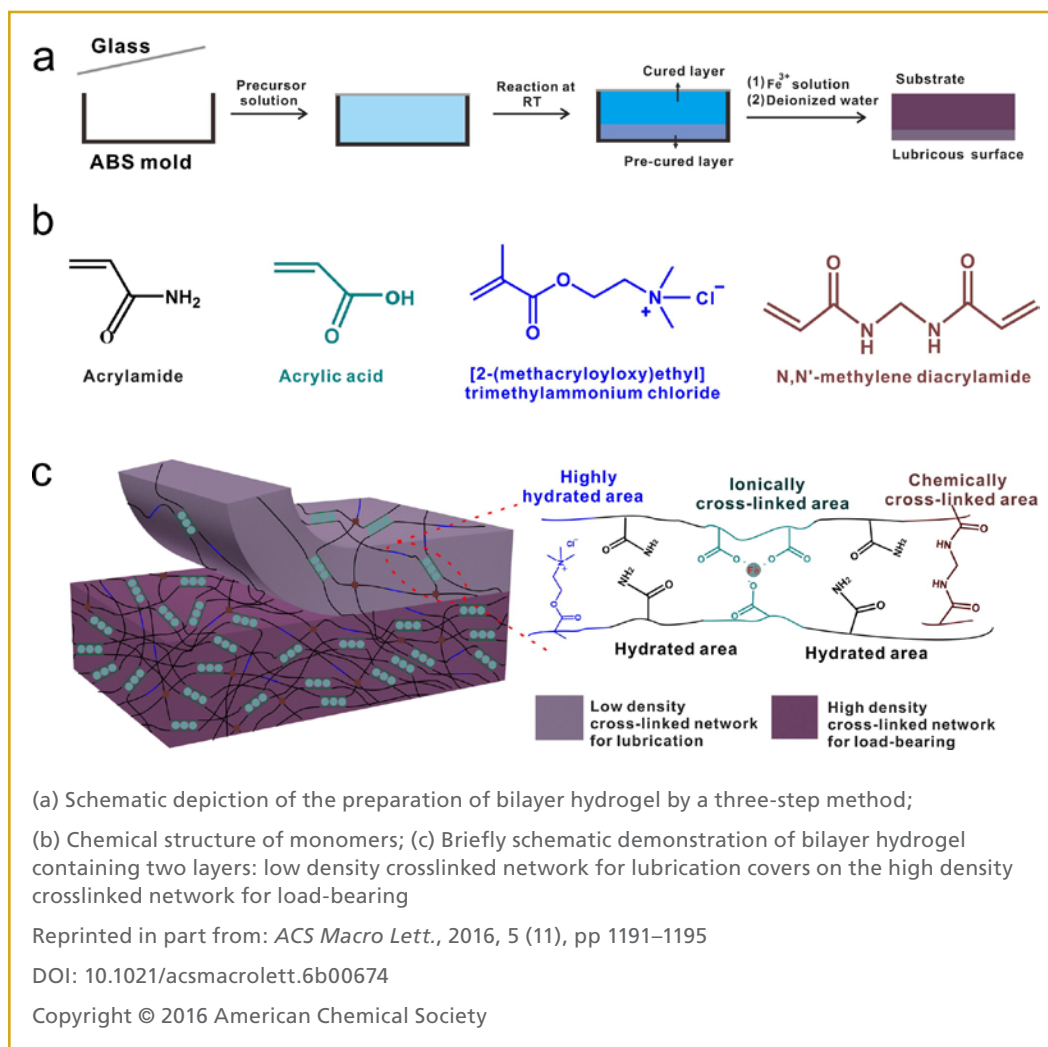 a
Glass
ABS mold
Precursor
solution
Reaction at
RT
Cured layer
Pre-cured layer
(1) Fe³⁺ solution
(2) Deionized water
Substrate
Lubricous surface
b
NH₂
O
Acrylamide
OH
O
Acrylic acid
O
O
N
+
Cl⁻
[2-(methacryloyloxy)ethyl]
trimethylammonium chloride
O
O
N
H
N
H
N,N'-methylene diacrylamide
c
Highly
hydrated area
Ionically
cross-linked area
Chemically
cross-linked area
Hydrated area
Hydrated area
Low density
cross-linked network
for lubrication
High density
cross-linked network
for load-bearing
(a) Schematic depiction of the preparation of bilayer hydrogel by a three-step method;
(b) Chemical structure of monomers; (c) Briefly schematic demonstration of bilayer hydrogel
containing two layers: low density crosslinked network for lubrication covers on the high density
crosslinked network for load-bearing
Reprinted in part from: ACS Macro Lett., 2016, 5 (11), pp 1191–1195
DOI: 10.1021/acsmacrolett.6b00674
Copyright © 2016 American Chemical Society